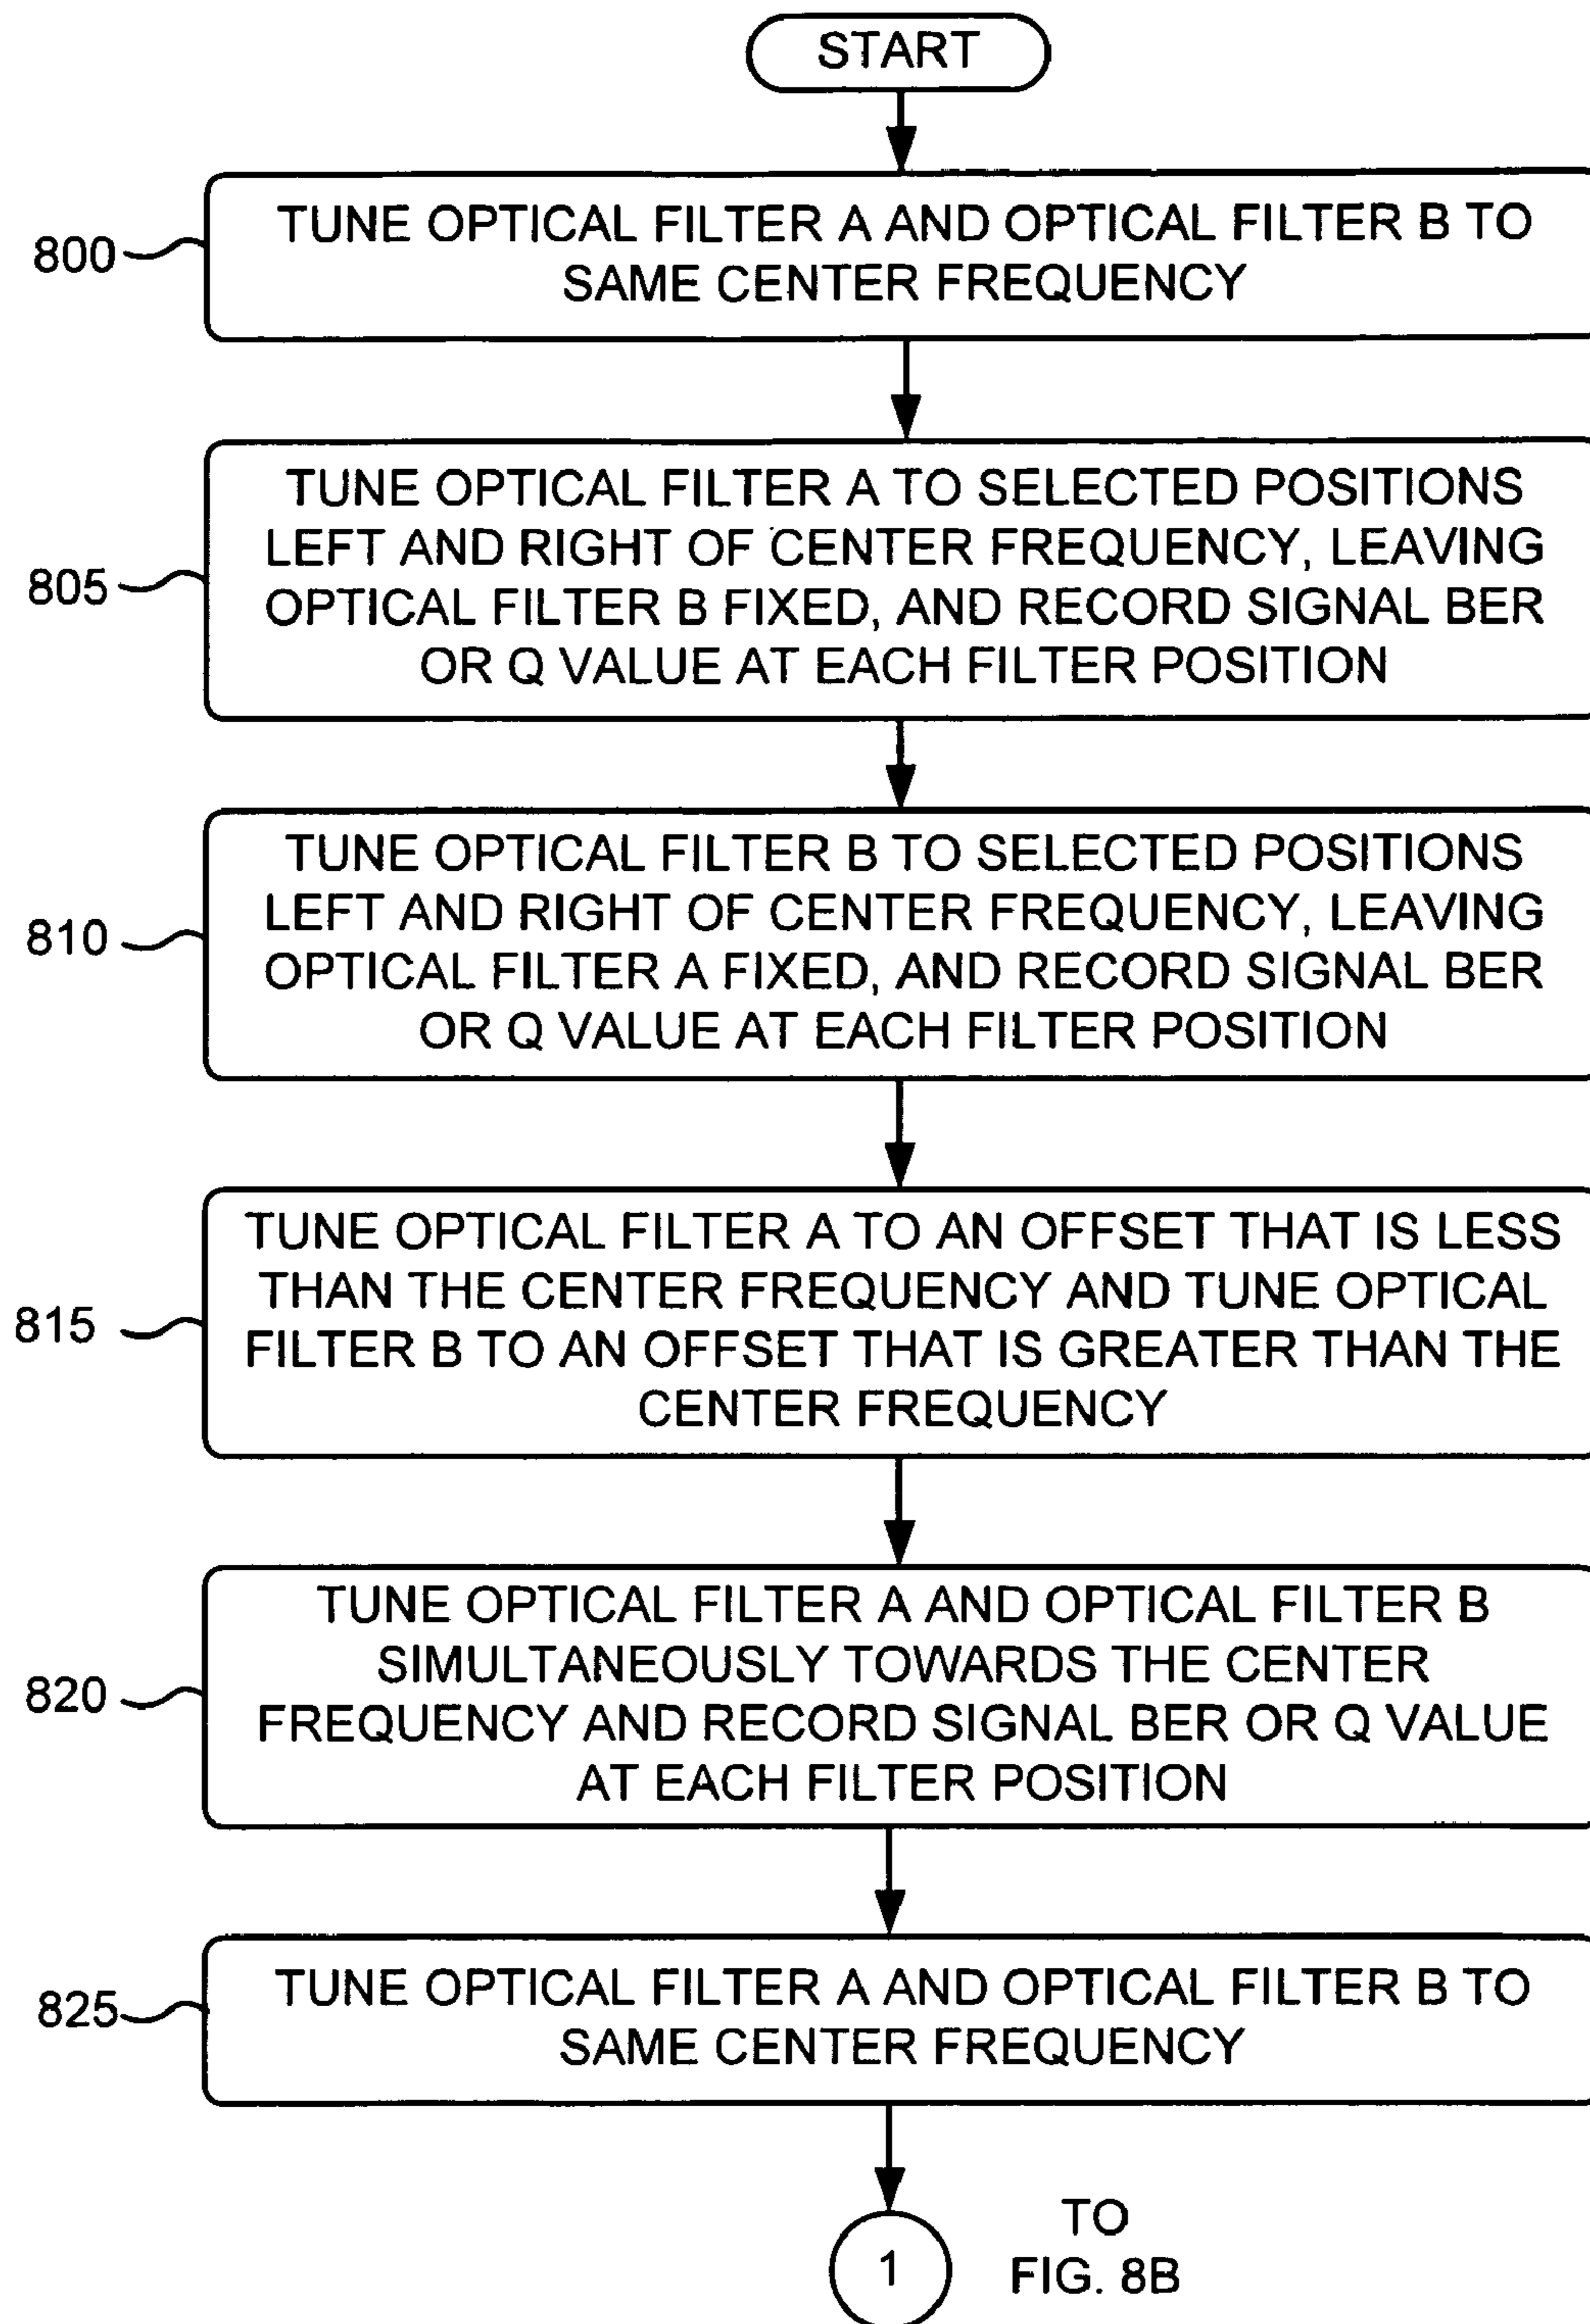 START
800
TUNE OPTICAL FILTER A AND OPTICAL FILTER B TO
SAME CENTER FREQUENCY
805
TUNE OPTICAL FILTER A TO SELECTED POSITIONS
LEFT AND RIGHT OF CENTER FREQUENCY, LEAVING
OPTICAL FILTER B FIXED, AND RECORD SIGNAL BER
OR Q VALUE AT EACH FILTER POSITION
810
TUNE OPTICAL FILTER B TO SELECTED POSITIONS
LEFT AND RIGHT OF CENTER FREQUENCY, LEAVING
OPTICAL FILTER A FIXED, AND RECORD SIGNAL BER
OR Q VALUE AT EACH FILTER POSITION
815
TUNE OPTICAL FILTER A TO AN OFFSET THAT IS LESS
THAN THE CENTER FREQUENCY AND TUNE OPTICAL
FILTER B TO AN OFFSET THAT IS GREATER THAN THE
CENTER FREQUENCY
820
TUNE OPTICAL FILTER A AND OPTICAL FILTER B
SIMULTANEOUSLY TOWARDS THE CENTER
FREQUENCY AND RECORD SIGNAL BER OR Q VALUE
AT EACH FILTER POSITION
825
TUNE OPTICAL FILTER A AND OPTICAL FILTER B TO
SAME CENTER FREQUENCY
1
TO
FIG. 8B